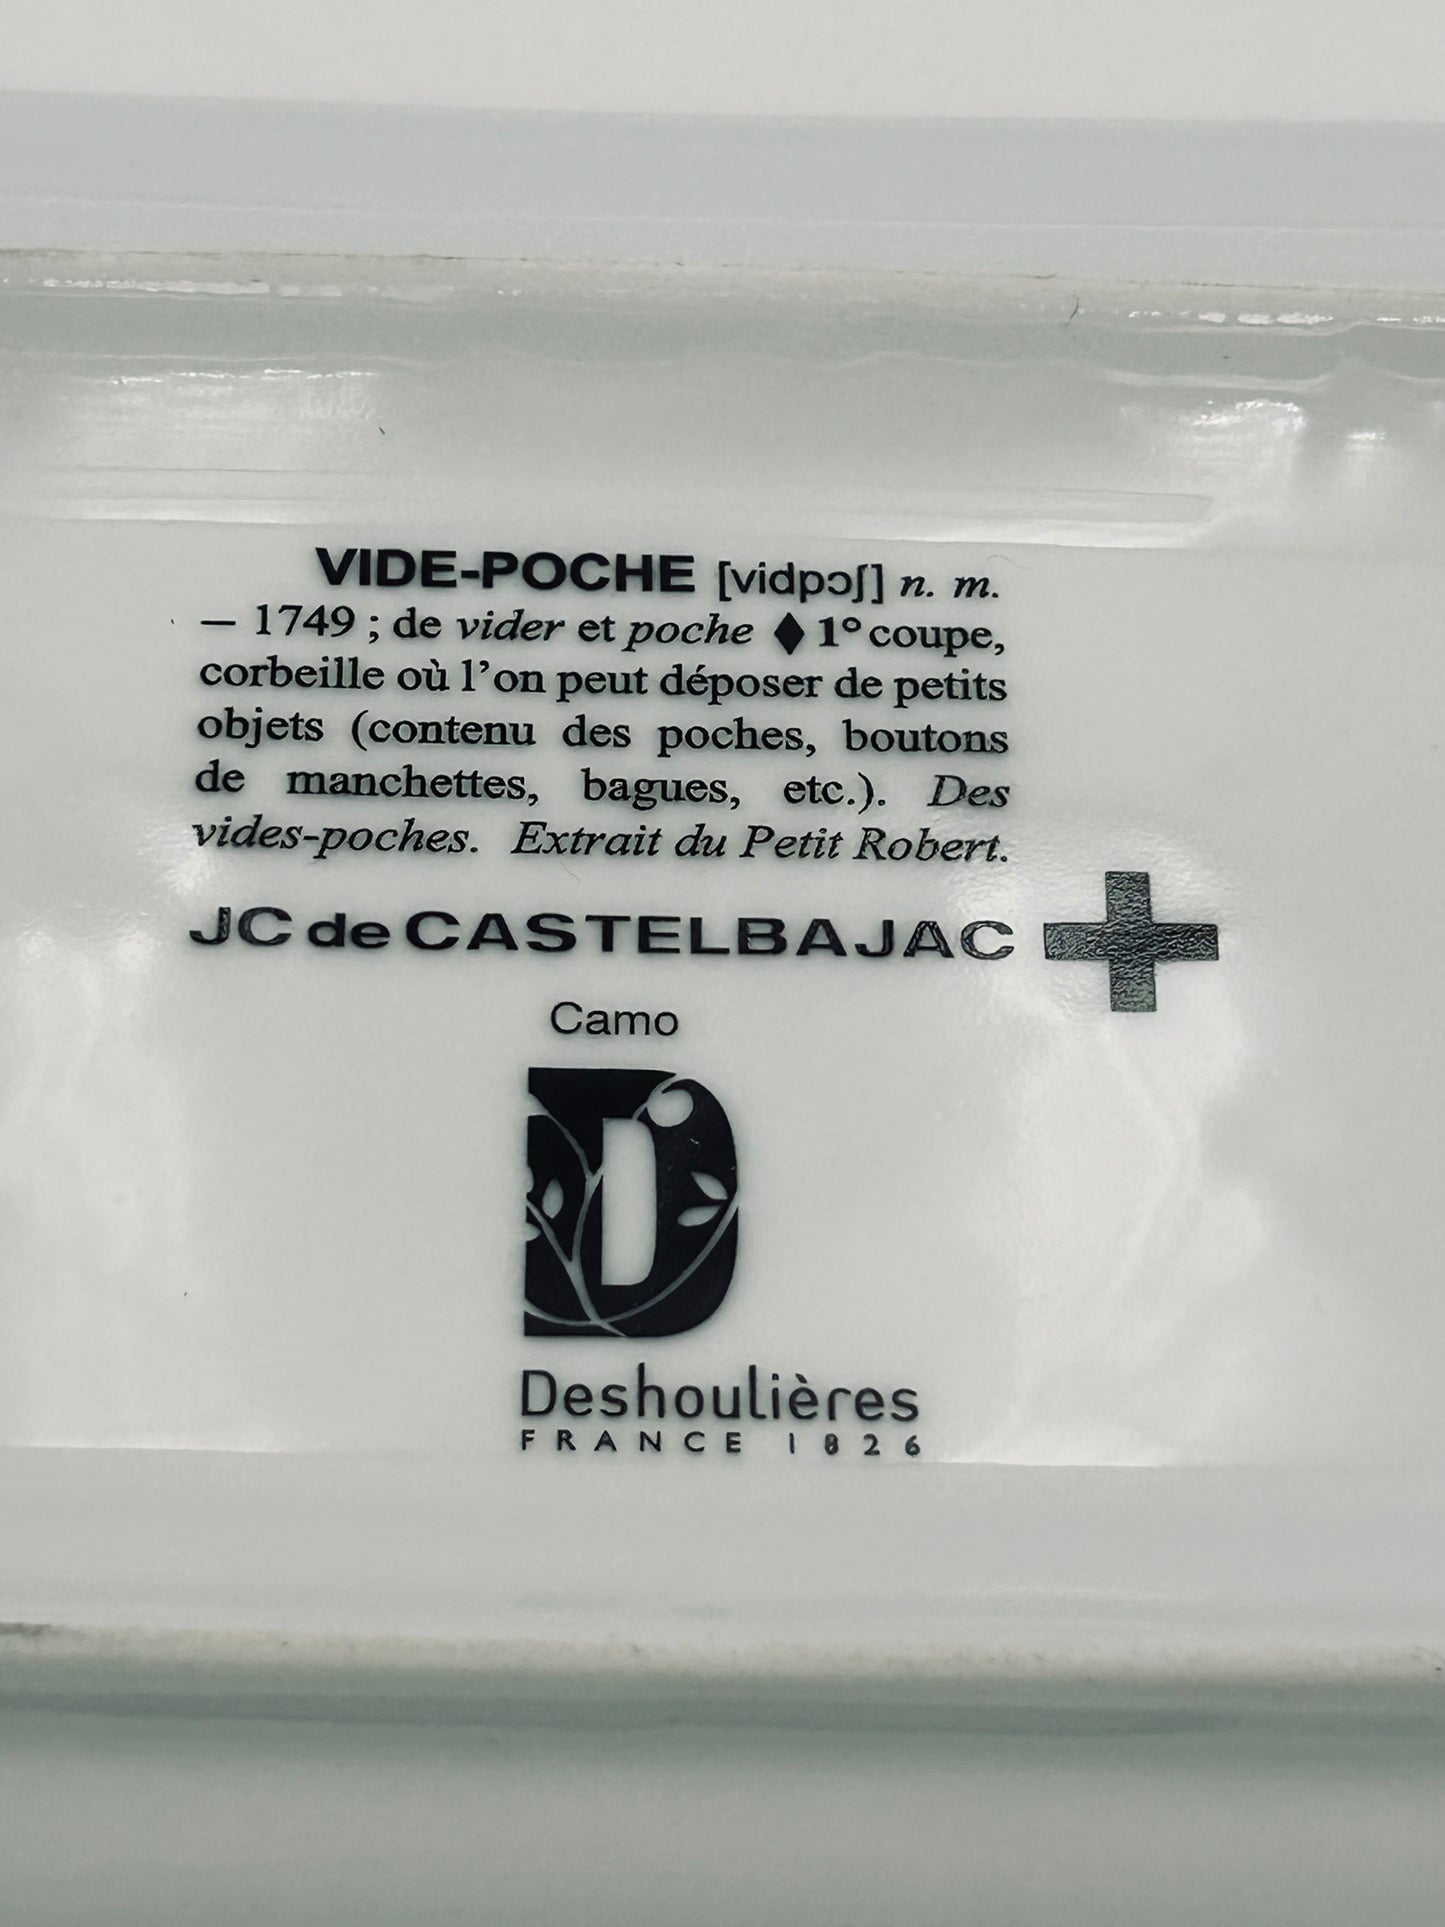 VIDE-POCHE [vidpɔʃ] n. m.
— 1749 ; de vider et poche ♦ 1° coupe,
corbeille où l’on peut déposer de petits
objets (contenu des poches, boutons
de manchettes, bagues, etc.). Des
vides-poches. Extrait du Petit Robert.
JC de CASTELBAJAC
Camo
D
Deshoulières
FRANCE 1826